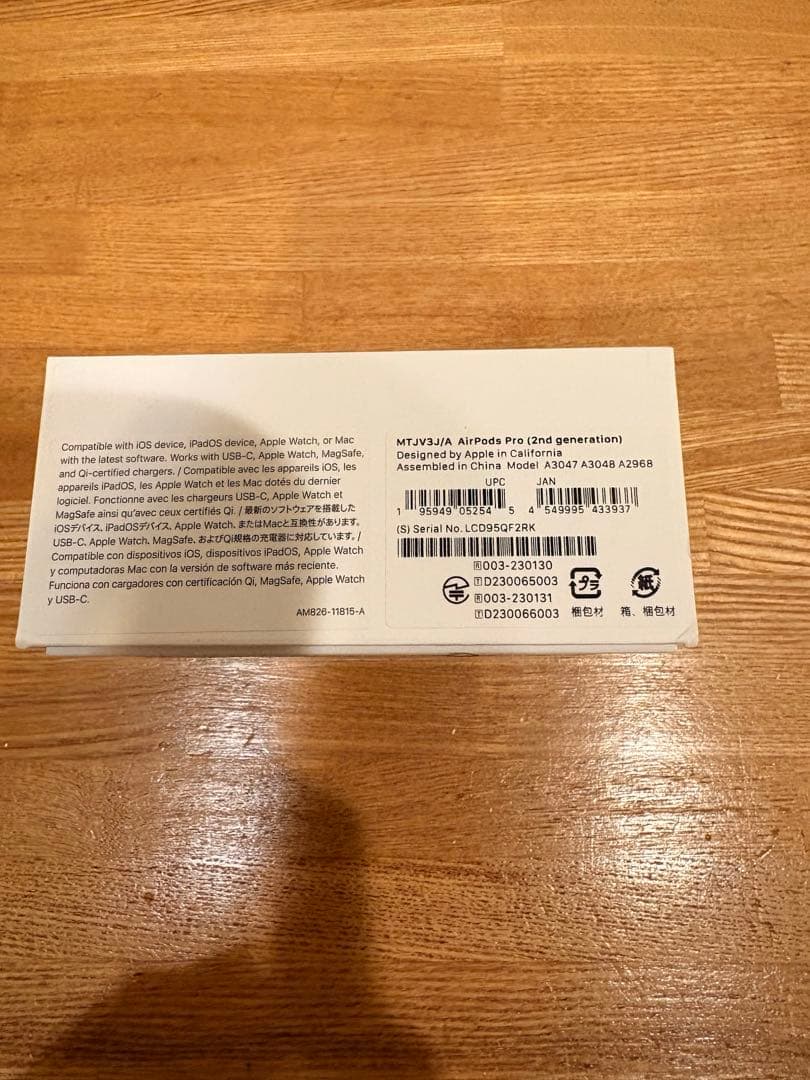 Compatible with iOS device, iPadOS device, Apple Watch, or Mac
with the latest software. Works with USB-C, Apple Watch, MagSafe,
and Qi-certified chargers. / Compatible avec les appareils iOS, les
appareils iPadOS, les Apple Watch et les Mac dotés du dernier
logiciel. Fonctionne avec les chargeurs USB-C, Apple Watch et
MagSafe ainsi qu'avec ceux certifiés Qi. / 最新のソフトウェアを搭載した
iOSデバイス、iPadOSデバイス、Apple Watch、またはMacと互換性があります。
USB-C、Apple Watch、MagSafe、およびQi規格の充電器に対応しています。/
Compatible con dispositivos iOS, dispositivos iPadOS, Apple Watch
y computadoras Mac con la versión de software más reciente.
Funciona con cargadores con certificación Qi, MagSafe, Apple Watch
y USB-C.
AM826-11815-A
MTJV3J/A AirPods Pro (2nd generation)
Designed by Apple in California
Assembled in China Model A3047 A3048 A2968
UPC JAN
1 95949 05254 5 4 549995 433937
(S) Serial No. LCD95QF2RK
R 003-230130
T D230065003
R 003-231131
T D230066003
プラ
梱包材
紙
箱、梱包材